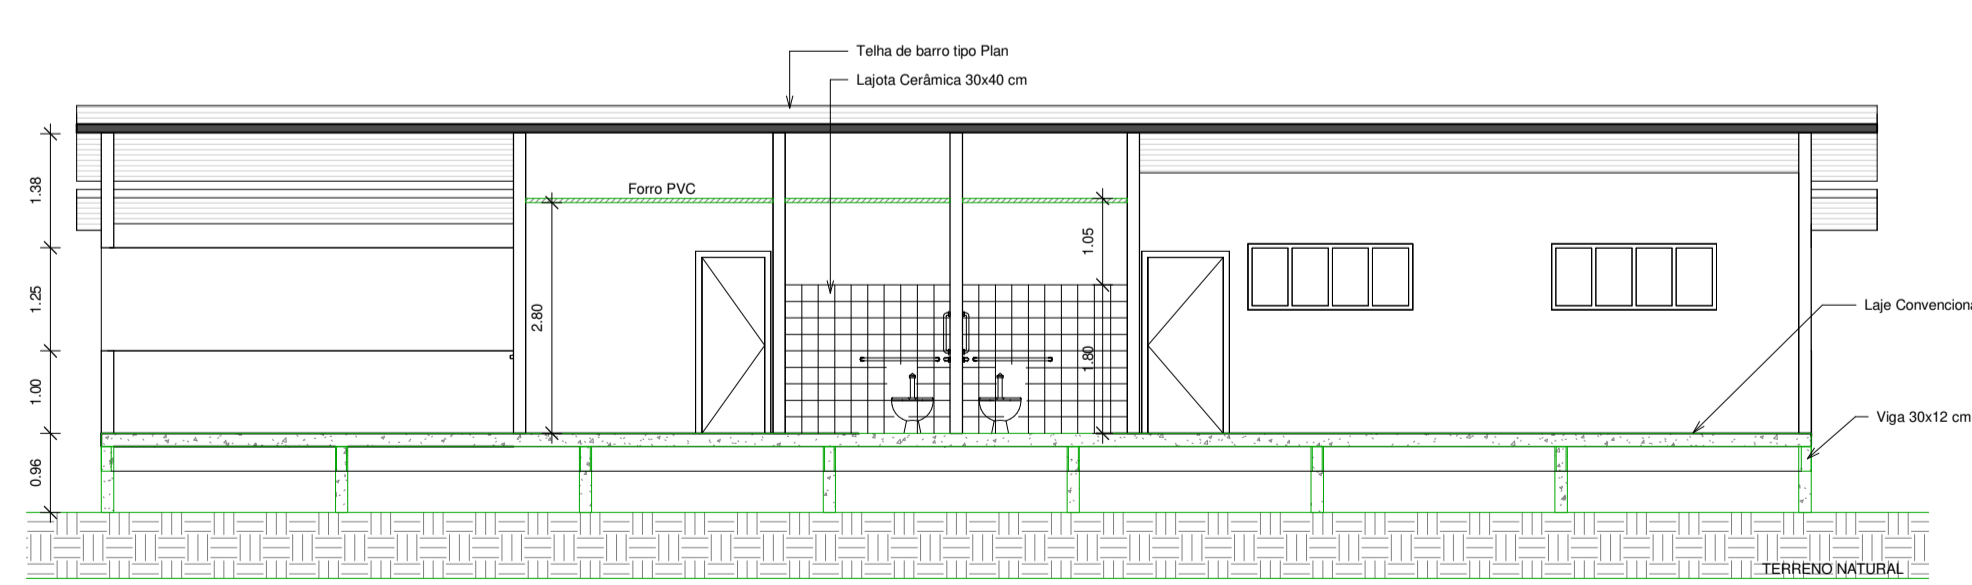 Telha de barro tipo Plan
Lajota Cerâmica 30x40 cm
Forro PVC
1.38
1.05
1.25
2.80
Laje Convenciona
1.80
1.00
Viga 30x12 cm
0.96
TERRENO NATURAL